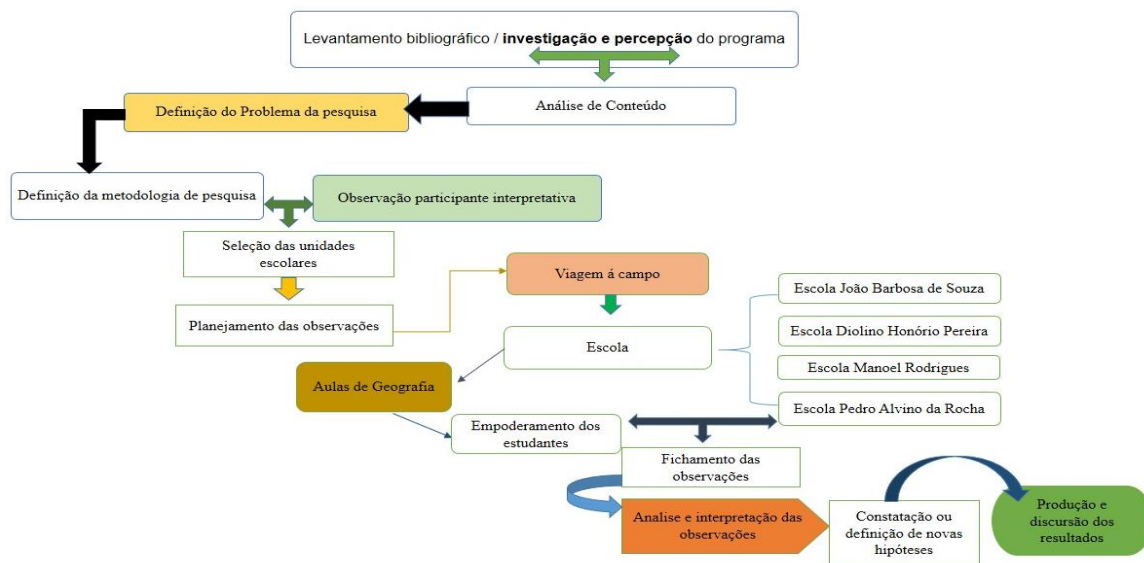 Levantamento bibliográfico / investigação e percepção do programa
Análise de Conteúdo
Definição do Problema da pesquisa
Definição da metodologia de pesquisa
Observação participante interpretativa
Seleção das unidades
escolares
Planejamento das observações
Viagem á campo
Escola
Escola João Barbosa de Souza
Escola Diolino Honório Pereira
Escola Manoel Rodrigues
Escola Pedro Alvino da Rocha
Aulas de Geografia
Empoderamento dos
estudantes
Fichamento das
observações
Analise e interpretação das
observações
Constatação ou
definição de novas
hipóteses
Produção e
discussão dos
resultados